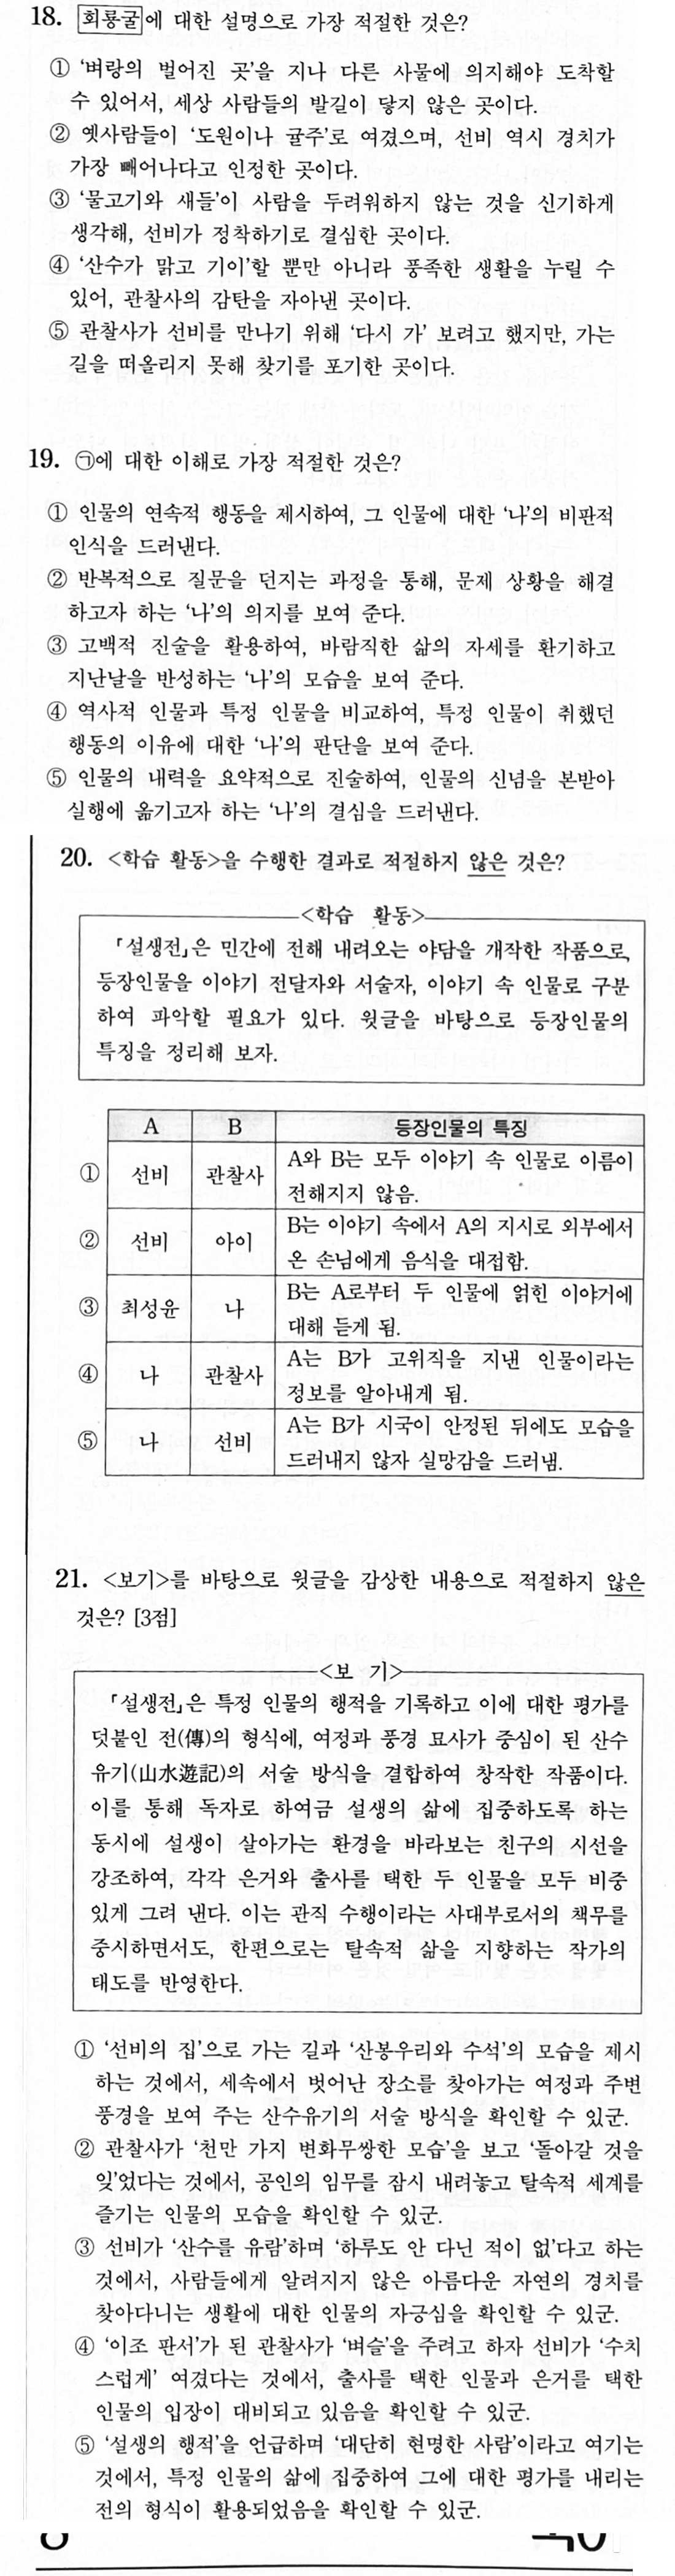 18. 회룡굴에 대한 설명으로 가장 적절한 것은?
① ‘벼랑의 벌어진 곳’을 지나 다른 사물에 의지해야 도착할
수 있어서, 세상 사람들의 발길이 닿지 않은 곳이다.
② 옛사람들이 ‘도원이나 귤주’로 여겼으며, 선비 역시 경치가
가장 빼어나다고 인정한 곳이다.
③ ‘물고기와 새들’이 사람을 두려워하지 않는 것을 신기하게
생각해, 선비가 정착하기로 결심한 곳이다.
④ ‘산수가 맑고 기이’할 뿐만 아니라 풍족한 생활을 누릴 수
있어, 관찰사의 감탄을 자아낸 곳이다.
⑤ 관찰사가 선비를 만나기 위해 ‘다시 가’ 보려고 했지만, 가는
길을 떠올리지 못해 찾기를 포기한 곳이다.
19. ㉠에 대한 이해로 가장 적절한 것은?
① 인물의 연속적 행동을 제시하여, 그 인물에 대한 ‘나’의 비판적
인식을 드러낸다.
② 반복적으로 질문을 던지는 과정을 통해, 문제 상황을 해결
하고자 하는 ‘나’의 의지를 보여 준다.
③ 고백적 진술을 활용하여, 바람직한 삶의 자세를 환기하고
지난날을 반성하는 ‘나’의 모습을 보여 준다.
④ 역사적 인물과 특정 인물을 비교하여, 특정 인물이 취했던
행동의 이유에 대한 ‘나’의 판단을 보여 준다.
⑤ 인물의 내력을 요약적으로 진술하여, 인물의 신념을 본받아
실행에 옮기고자 하는 ‘나’의 결심을 드러낸다.
20. <학습 활동>을 수행한 결과로 적절하지 않은 것은?
<학습 활동>
「설생전」은 민간에 전해 내려오는 야담을 개작한 작품으로,
등장인물을 이야기 전달자와 서술자, 이야기 속 인물로 구분
하여 파악할 필요가 있다. 윗글을 바탕으로 등장인물의
특징을 정리해 보자.
A B 등장인물의 특징
① 선비 관찰사 A와 B는 모두 이야기 속 인물로 이름이
전해지지 않음.
② 선비 아이 B는 이야기 속에서 A의 지시로 외부에서
온 손님에게 음식을 대접함.
③ 최성윤 나 B는 A로부터 두 인물에 얽힌 이야기에
대해 듣게 됨.
④ 나 관찰사 A는 B가 고위직을 지낸 인물이라는
정보를 알아내게 됨.
⑤ 나 선비 A는 B가 시국이 안정된 뒤에도 모습을
드러내지 않자 실망감을 드러냄.
21. <보기>를 바탕으로 윗글을 감상한 내용으로 적절하지 않은
것은? [3점]
<보 기>
「설생전」은 특정 인물의 행적을 기록하고 이에 대한 평가를
덧붙인 전(傳)의 형식에, 여정과 풍경 묘사가 중심이 된 산수
유기(山水遊記)의 서술 방식을 결합하여 창작한 작품이다.
이를 통해 독자로 하여금 설생의 삶에 집중하도록 하는
동시에 설생이 살아가는 환경을 바라보는 친구의 시선을
강조하여, 각각 은거와 출사를 택한 두 인물을 모두 비중
있게 그려 낸다. 이는 관직 수행이라는 사대부로서의 책무를
중시하면서도, 한편으로는 탈속적 삶을 지향하는 작가의
태도를 반영한다.
① ‘선비의 집’으로 가는 길과 ‘산봉우리와 수석’의 모습을 제시
하는 것에서, 세속에서 벗어난 장소를 찾아가는 여정과 주변
풍경을 보여 주는 산수유기의 서술 방식을 확인할 수 있군.
② 관찰사가 ‘천만 가지 변화무쌍한 모습’을 보고 ‘돌아갈 것을
잊’었다는 것에서, 공인의 임무를 잠시 내려놓고 탈속적 세계를
즐기는 인물의 모습을 확인할 수 있군.
③ 선비가 ‘산수를 유람’하며 ‘하루도 안 다닌 적이 없’다고 하는
것에서, 사람들에게 알려지지 않은 아름다운 자연의 경치를
찾아다니는 생활에 대한 인물의 자긍심을 확인할 수 있군.
④ ‘이조 판서’가 된 관찰사가 ‘벼슬’을 주려고 하자 선비가 ‘수치
스럽게’ 여겼다는 것에서, 출사를 택한 인물과 은거를 택한
인물의 입장이 대비되고 있음을 확인할 수 있군.
⑤ ‘설생의 행적’을 언급하며 ‘대단히 현명한 사람’이라고 여기는
것에서, 특정 인물의 삶에 집중하여 그에 대한 평가를 내리는
전의 형식이 활용되었음을 확인할 수 있군.